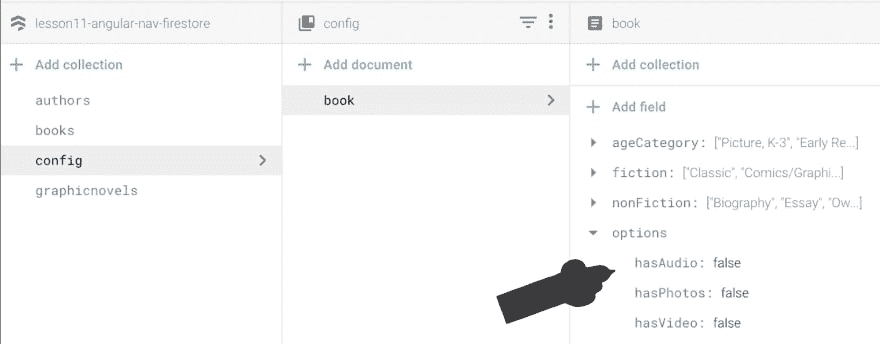 lesson11-angular-nav-firestore
Add collection
authors
books
config
graphicnovels
config
Add document
book
book
Add collection
Add field
ageCategory: ["Picture, K-3", "Early Re...]
fiction: ["Classic", "Comics/Graphi...]
nonFiction: ["Biography", "Essay", "Ow...]
options
hasAudio: false
hasPhotos: false
hasVideo: false